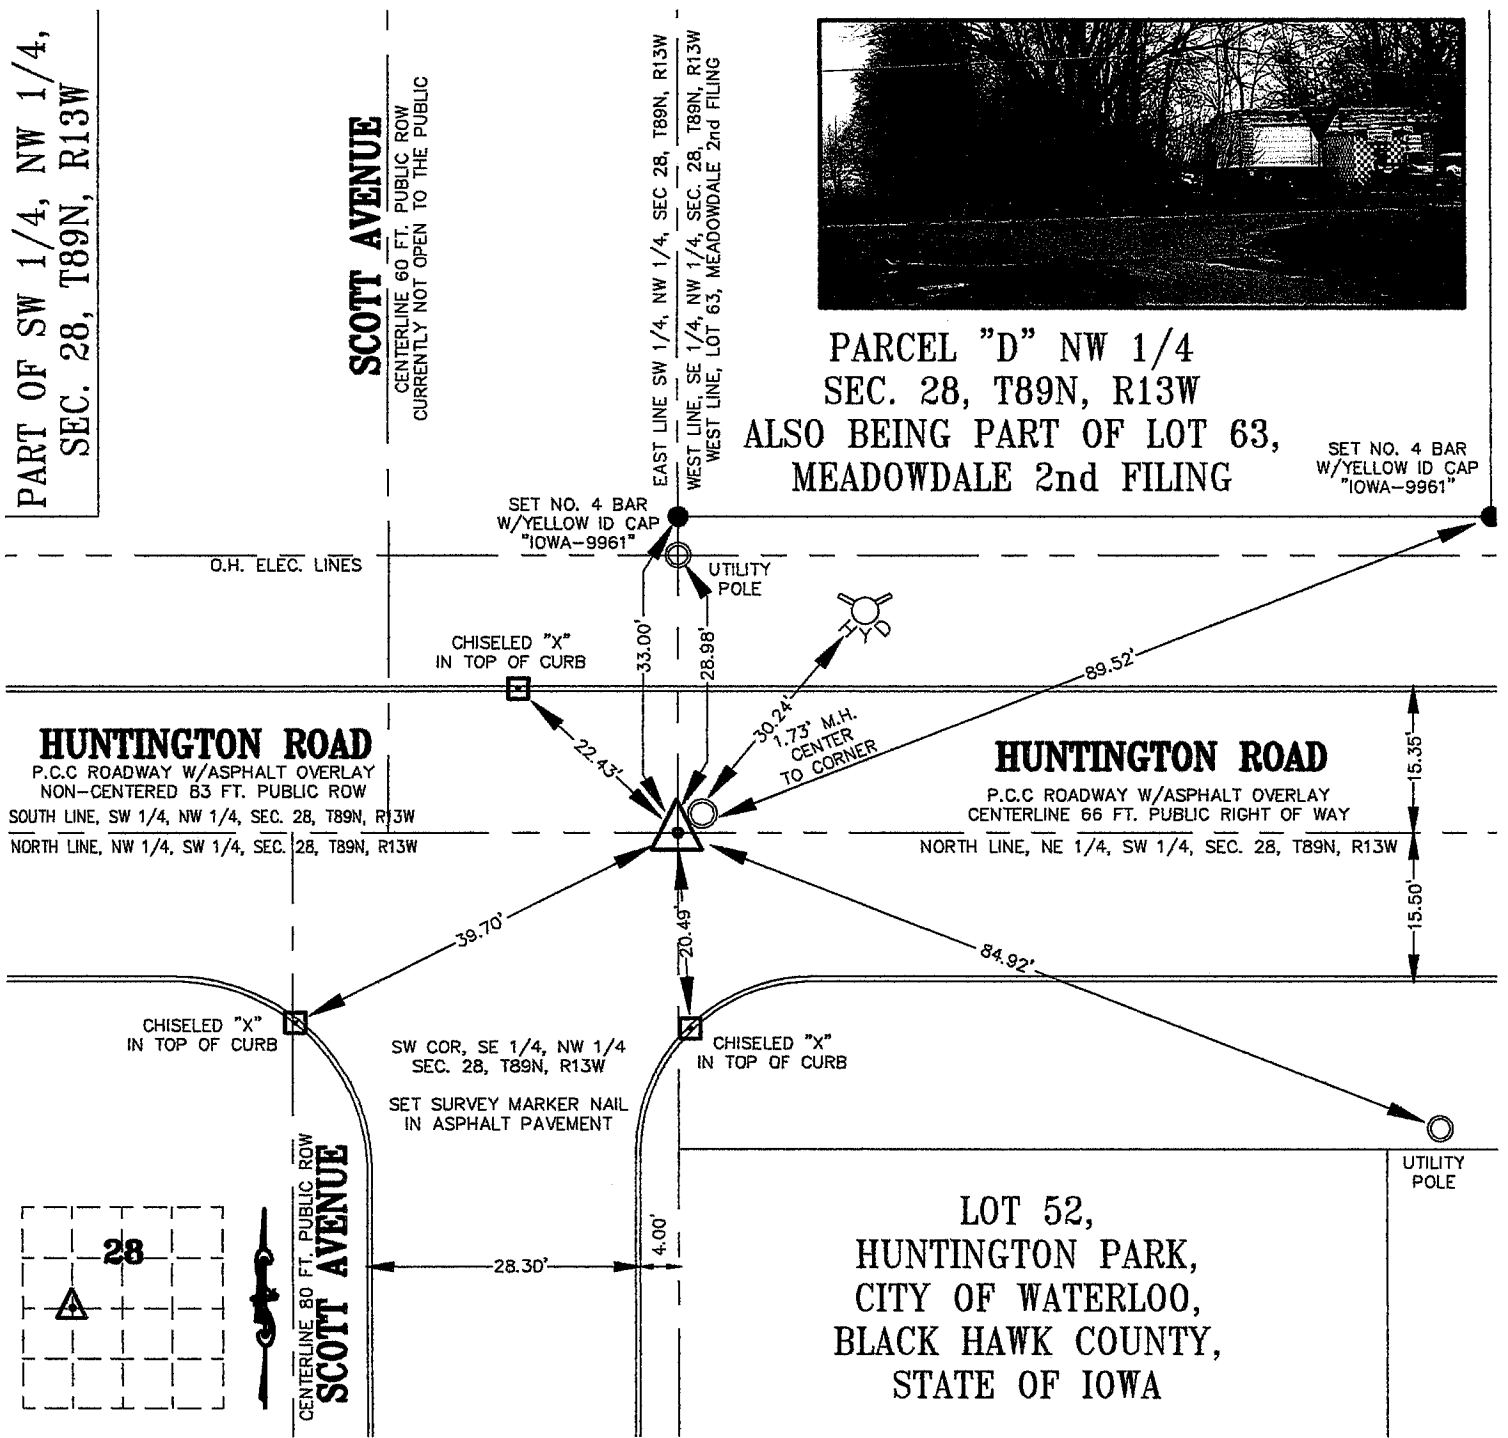 PART OF SW 1/4, NW 1/4,
SEC. 28, T89N, R13W
SCOTT AVENUE
CENTERLINE 60 FT. PUBLIC ROW
CURRENTLY NOT OPEN TO THE PUBLIC
EAST LINE SW 1/4, NW 1/4, SEC 28, T89N, R13W
WEST LINE, SE 1/4, NW 1/4, SEC. 28, T89N, R13W
WEST LINE, LOT 63, MEADOWDALE 2nd FILING
PARCEL "D" NW 1/4
SEC. 28, T89N, R13W
ALSO BEING PART OF LOT 63,
MEADOWDALE 2nd FILING
SET NO. 4 BAR
W/YELLOW ID CAP
"IOWA-9961"
SET NO. 4 BAR
W/YELLOW ID CAP
"IOWA-9961"
O.H. ELEC. LINES
UTILITY
POLE
HYD
CHISELED "X"
IN TOP OF CURB
33.00'
28.98'
89.52'
30.24'
1.73' M.H.
CENTER
TO CORNER
22.43'
HUNTINGTON ROAD
P.C.C ROADWAY W/ASPHALT OVERLAY
NON-CENTERED 83 FT. PUBLIC ROW
SOUTH LINE, SW 1/4, NW 1/4, SEC. 28, T89N, R13W
NORTH LINE, NW 1/4, SW 1/4, SEC. 28, T89N, R13W
HUNTINGTON ROAD
P.C.C ROADWAY W/ASPHALT OVERLAY
CENTERLINE 66 FT. PUBLIC RIGHT OF WAY
NORTH LINE, NE 1/4, SW 1/4, SEC. 28, T89N, R13W
15.35'
15.50'
39.70'
20.49'
84.92'
CHISELED "X"
IN TOP OF CURB
SW COR, SE 1/4, NW 1/4
SEC. 28, T89N, R13W
SET SURVEY MARKER NAIL
IN ASPHALT PAVEMENT
CHISELED "X"
IN TOP OF CURB
UTILITY
POLE
28
CENTERLINE 80 FT. PUBLIC ROW
SCOTT AVENUE
28.30'
4.00'
LOT 52,
HUNTINGTON PARK,
CITY OF WATERLOO,
BLACK HAWK COUNTY,
STATE OF IOWA